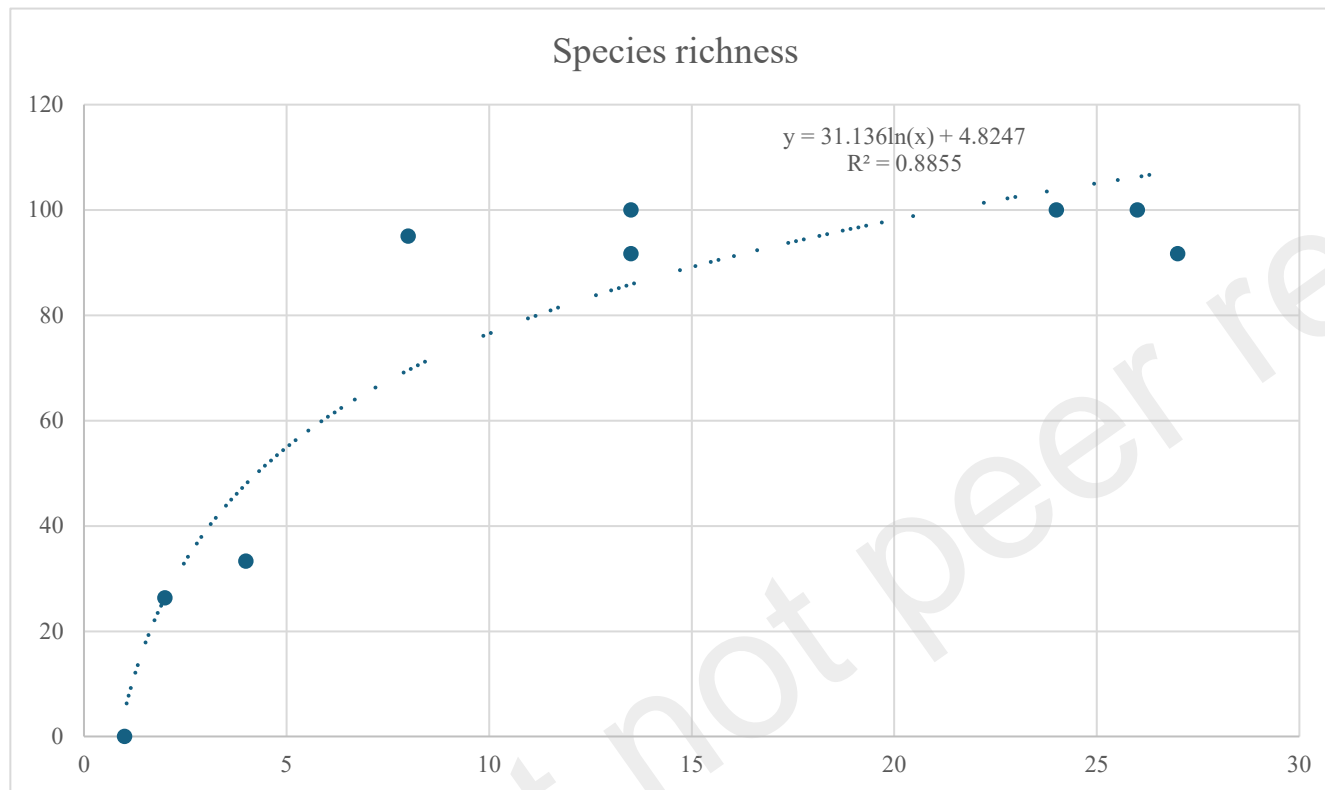 Species richness
120
y = 31.136ln(x) + 4.8247
R² = 0.8855
100
80
60
40
20
0
0 5 10 15 20 25 30
not peer re